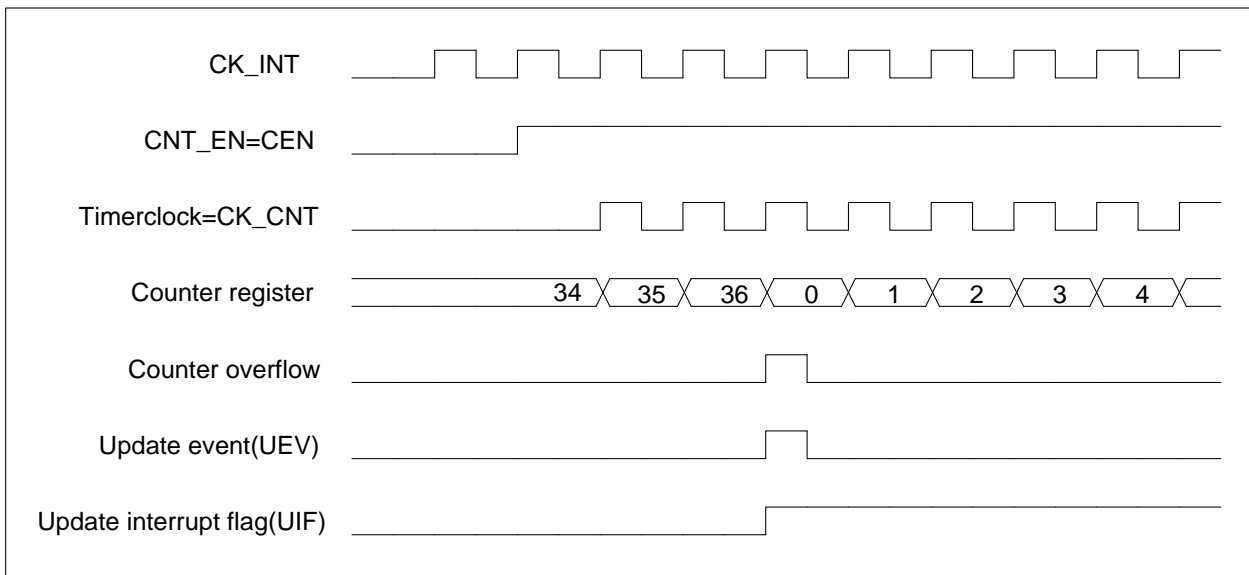 CK_INT
CNT_EN=CEN
Timerclock=CK_CNT
Counter register 34 35 36 0 1 2 3 4
Counter overflow
Update event(UEV)
Update interrupt flag(UIF)